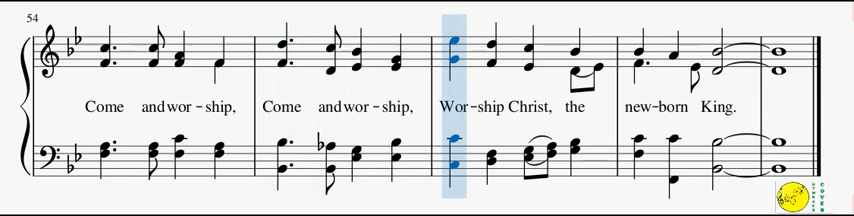 54
Come and wor - ship, Come and wor - ship, Wor - ship Christ, the new - born King.